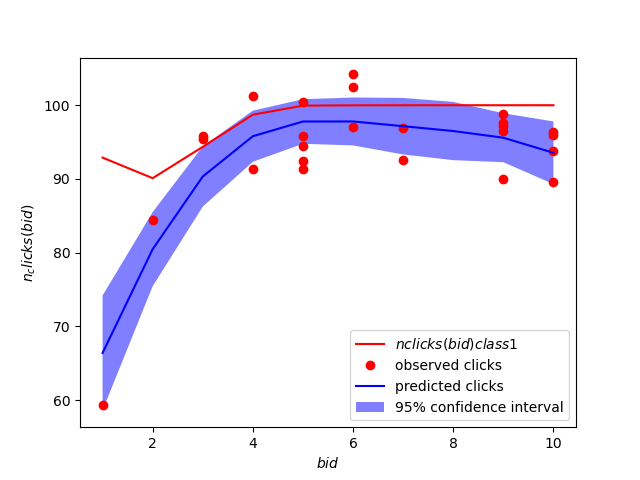 100
90
80
70
60
n_clicks(bid)
nclicks(bid)class1
observed clicks
predicted clicks
95% confidence interval
2
4
6
8
10
bid